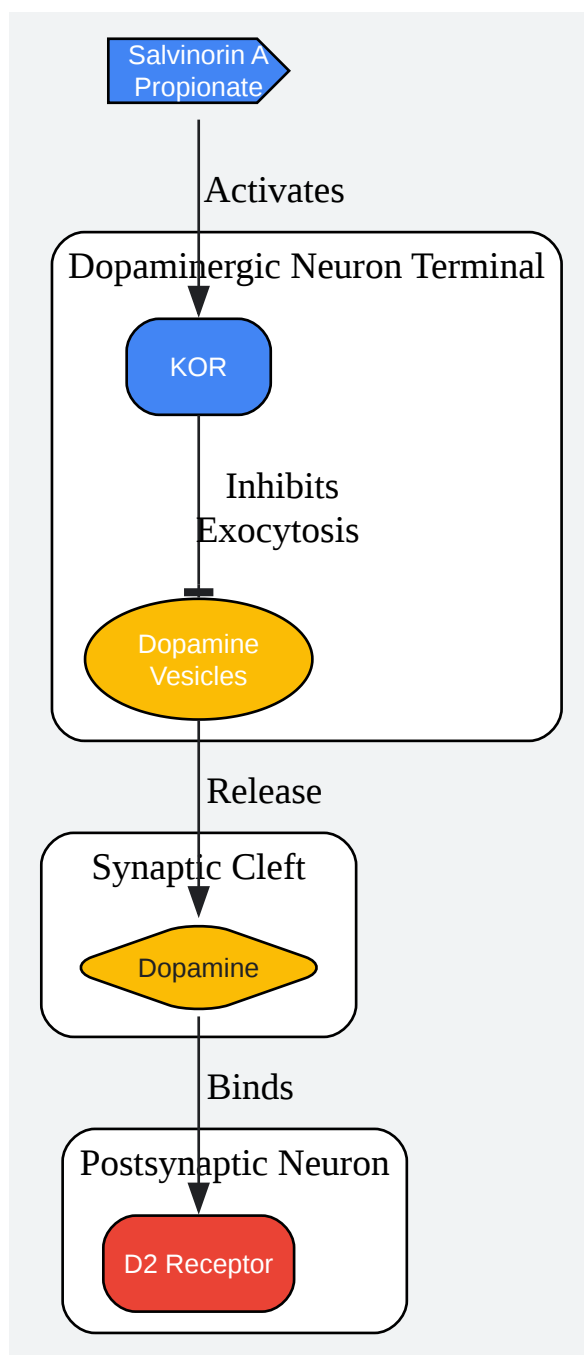 Salvinorin A
Propionate
Activates
Dopaminergic Neuron Terminal
KOR
Inhibits
Exocytosis
Dopamine
Vesicles
Release
Synaptic Cleft
Dopamine
Binds
Postsynaptic Neuron
D2 Receptor